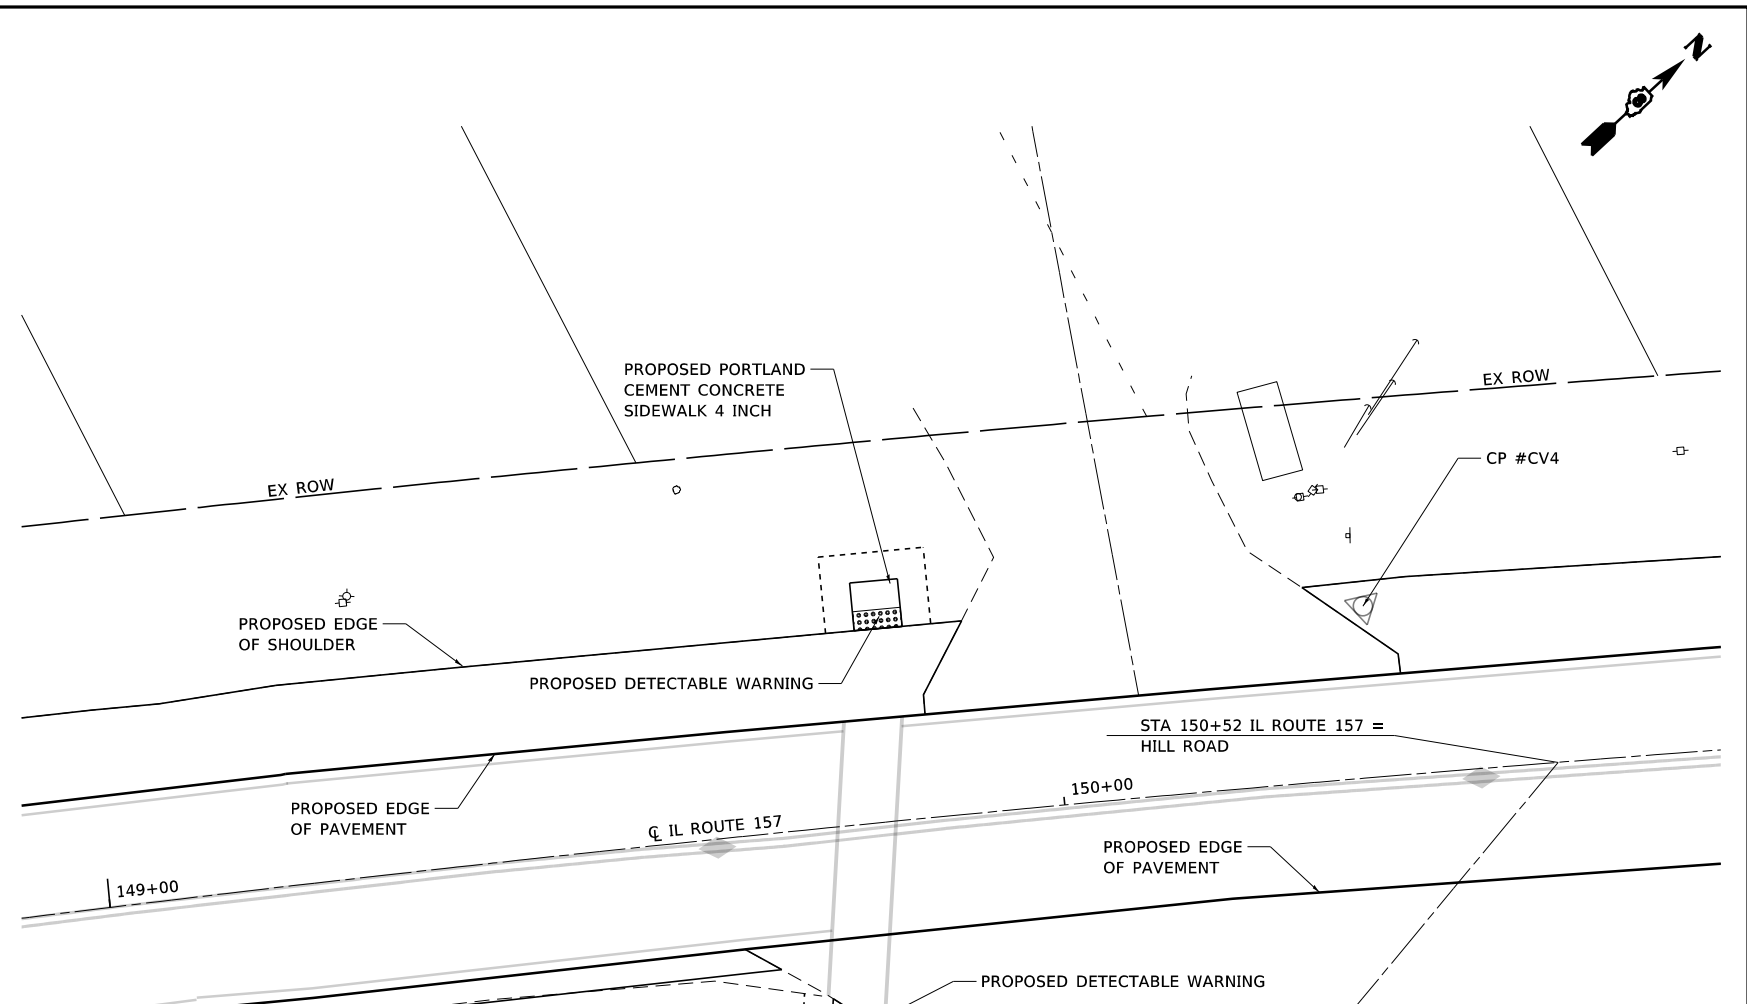 N
PROPOSED PORTLAND
CEMENT CONCRETE
SIDEWALK 4 INCH
EX ROW
CP #CV4
EX ROW
PROPOSED EDGE
OF SHOULDER
PROPOSED DETECTABLE WARNING
STA 150+52 IL ROUTE 157 =
HILL ROAD
150+00
PROPOSED EDGE
OF PAVEMENT
℄ IL ROUTE 157
PROPOSED EDGE
OF PAVEMENT
149+00
PROPOSED DETECTABLE WARNING